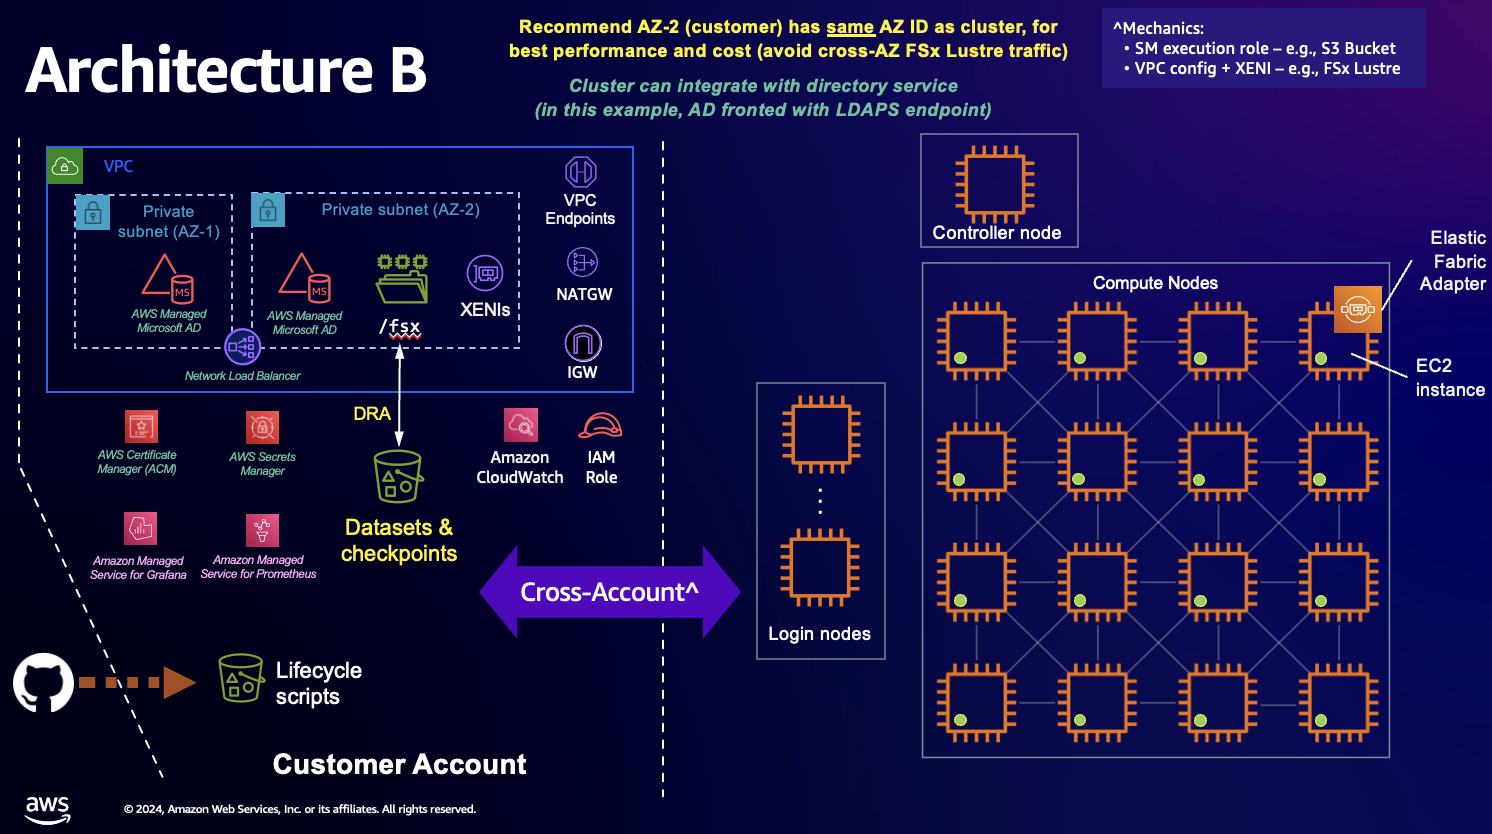 Architecture B
Recommend AZ-2 (customer) has same AZ ID as cluster, for
best performance and cost (avoid cross-AZ FSx Lustre traffic)
Cluster can integrate with directory service
(in this example, AD fronted with LDAPS endpoint)
^Mechanics:
• SM execution role – e.g., S3 Bucket
• VPC config + XENI – e.g., FSx Lustre
VPC
Private
subnet (AZ-1)
MS
AWS Managed
Microsoft AD
Private subnet (AZ-2)
MS
AWS Managed
Microsoft AD
/fsx
XENIs
Network Load Balancer
VPC
Endpoints
NATGW
IGW
DRA
AWS Certificate
Manager (ACM)
AWS Secrets
Manager
Amazon
CloudWatch
IAM
Role
Datasets &
checkpoints
Amazon Managed
Service for Grafana
Amazon Managed
Service for Prometheus
Cross-Account^
Lifecycle
scripts
Customer Account
Controller node
Login nodes
Compute Nodes
Elastic
Fabric
Adapter
EC2
instance
aws
© 2024, Amazon Web Services, Inc. or its affiliates. All rights reserved.